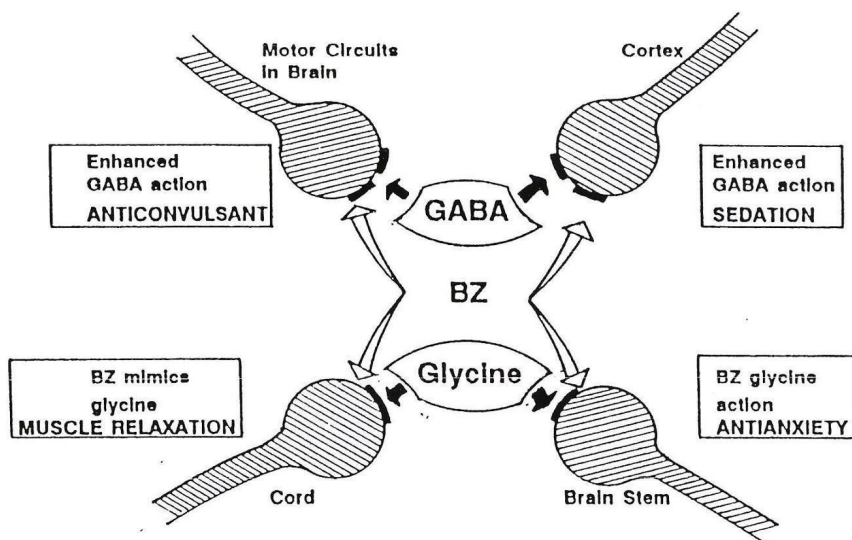 Motor Circuits
in Brain
Cortex
Enhanced
GABA action
ANTICONVULSANT
GABA
Enhanced
GABA action
SEDATION
BZ
BZ mimics
glycine
MUSCLE RELAXATION
Glycine
BZ glycine
action
ANTIANXIETY
Cord
Brain Stem